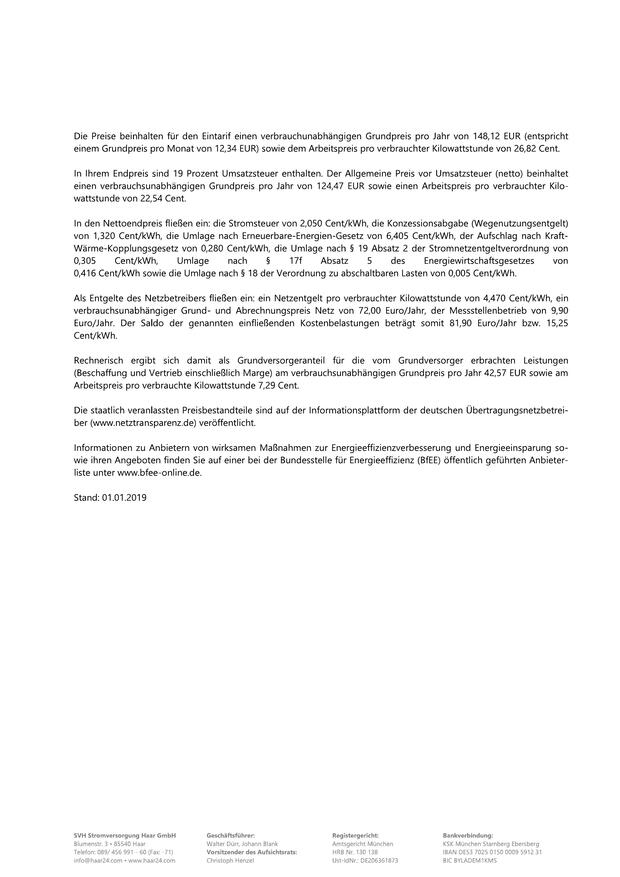 Die Preise beinhalten für den Eintarif einen verbrauchunabhängigen Grundpreis pro Jahr von 148,12 EUR (entspricht
einem Grundpreis pro Monat von 12,34 EUR) sowie dem Arbeitspreis pro verbrauchter Kilowattstunde von 26,82 Cent.
In Ihrem Endpreis sind 19 Prozent Umsatzsteuer enthalten. Der Allgemeine Preis vor Umsatzsteuer (netto) beinhaltet
einen verbrauchsunabhängigen Grundpreis pro Jahr von 124,47 EUR sowie einen Arbeitspreis pro verbrauchter Kilo-
wattstunde von 22,54 Cent.
In den Nettoendpreis fließen ein: die Stromsteuer von 2,050 Cent/kWh, die Konzessionsabgabe (Wegenutzungsentgelt)
von 1,320 Cent/kWh, die Umlage nach Erneuerbare-Energien-Gesetz von 6,405 Cent/kWh, der Aufschlag nach Kraft-
Wärme-Kopplungsgesetz von 0,280 Cent/kWh, die Umlage nach § 19 Absatz 2 der Stromnetzentgeltverordnung von
0,305 Cent/kWh, Umlage nach § 17f Absatz 5 des Energiewirtschaftsgesetzes von
0,416 Cent/kWh sowie die Umlage nach § 18 der Verordnung zu abschaltbaren Lasten von 0,005 Cent/kWh.
Als Entgelte des Netzbetreibers fließen ein: ein Netzentgelt pro verbrauchter Kilowattstunde von 4,470 Cent/kWh, ein
verbrauchsunabhängiger Grund- und Abrechnungspreis Netz von 72,00 Euro/Jahr, der Messstellenbetrieb von 9,90
Euro/Jahr. Der Saldo der genannten einfließenden Kostenbelastungen beträgt somit 81,90 Euro/Jahr bzw. 15,25
Cent/kWh.
Rechnerisch ergibt sich damit als Grundversorgeranteil für die vom Grundversorger erbrachten Leistungen
(Beschaffung und Vertrieb einschließlich Marge) am verbrauchsunabhängigen Grundpreis pro Jahr 42,57 EUR sowie am
Arbeitspreis pro verbrauchte Kilowattstunde 7,29 Cent.
Die staatlich veranlassten Preisbestandteile sind auf der Informationsplattform der deutschen Übertragungsnetzbetrei-
ber (www.netztransparenz.de) veröffentlicht.
Informationen zu Anbietern von wirksamen Maßnahmen zur Energieeffizienzverbesserung und Energieeinsparung so-
wie ihren Angeboten finden Sie auf einer bei der Bundesstelle für Energieeffizienz (BfEE) öffentlich geführten Anbieter-
liste unter www.bfee-online.de.
Stand: 01.01.2019
SVH Stromversorgung Haar GmbH
Blumenstr. 3 • 85540 Haar
Telefon: 089/ 456 991 - 60 (Fax: -71)
info@haar24.com • www.haar24.com
Geschäftsführer:
Walter Dürr, Johann Blank
Vorsitzender des Aufsichtsrats:
Christoph Henzel
Registergericht:
Amtsgericht München
HRB Nr. 130 138
Ust-IdNr.: DE206361873
Bankverbindung:
KSK München Starnberg Ebersberg
IBAN DE53 7025 0150 0009 5912 31
BIC BYLADEM1KMS